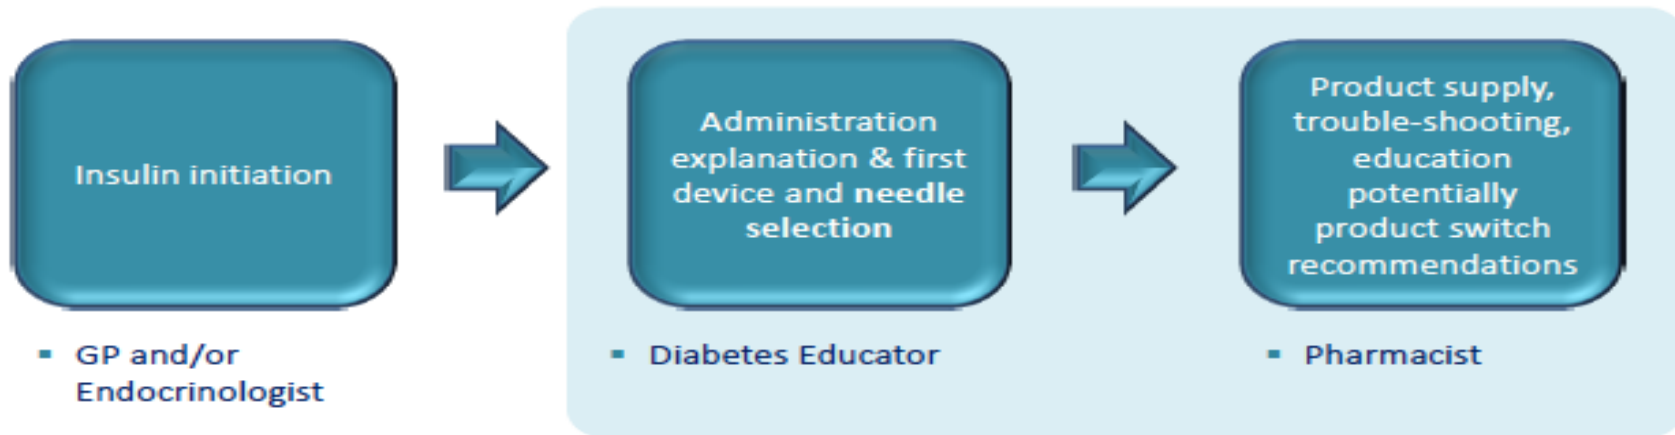 Insulin initiation
Administration
explanation & first
device and needle
selection
Product supply,
trouble-shooting,
education
potentially
product switch
recommendations
▪ GP and/or
Endocrinologist
▪ Diabetes Educator
▪ Pharmacist